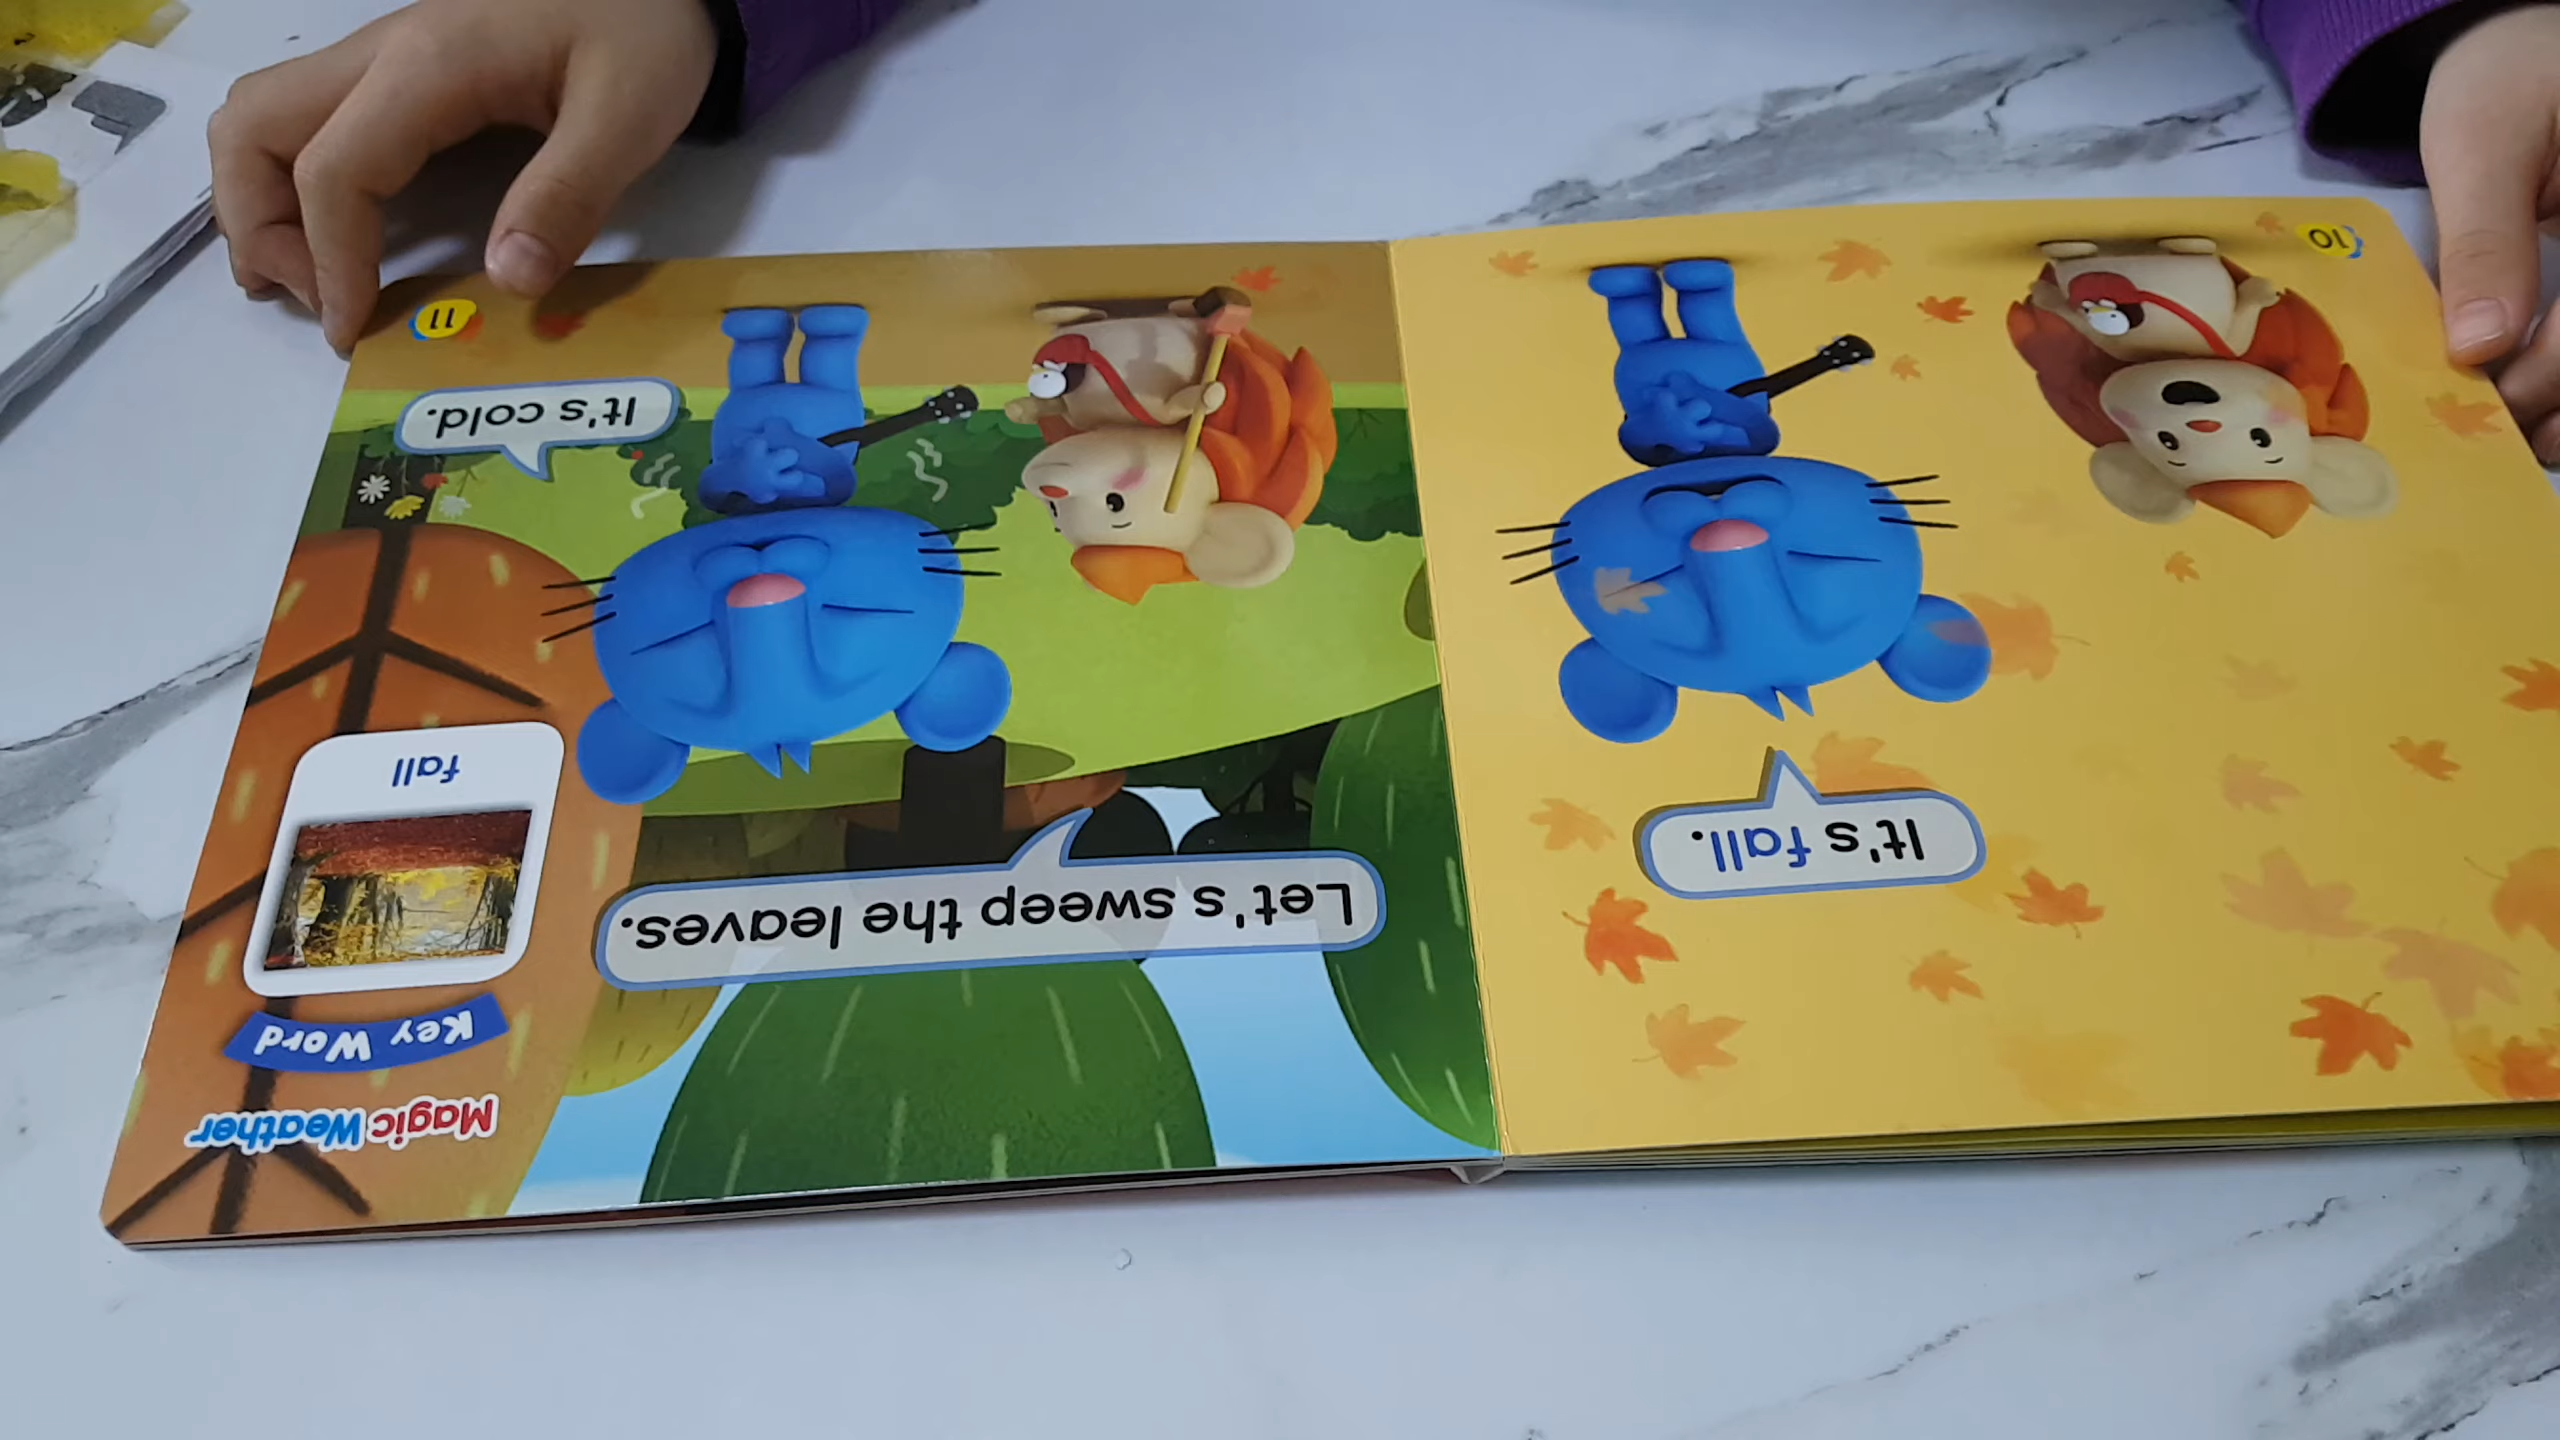 It's fall.
10
Magic Weather
Key Word
fall
Let's sweep the leaves.
It's cold.
11